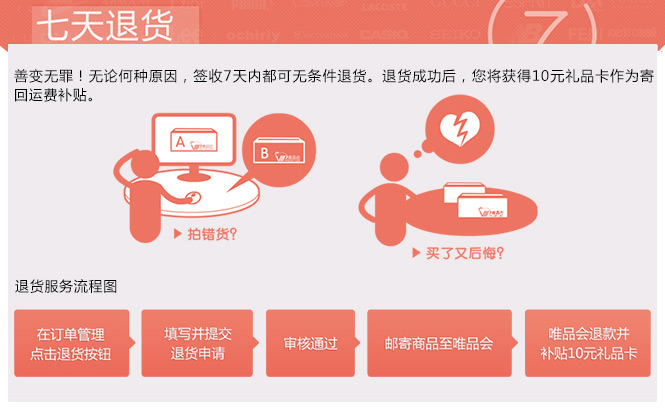 七天退货
7
LACOSTE
GUCCI
ochirly
CASIO
SEIKO
善变无罪！无论何种原因，签收7天内都可无条件退货。退货成功后，您将获得10元礼品卡作为寄
回运费补贴。
A
B
拍错货?
买了又后悔?
退货服务流程图
在订单管理
点击退货按钮
填写并提交
退货申请
审核通过
邮寄商品至唯品会
唯品会退款并
补贴10元礼品卡